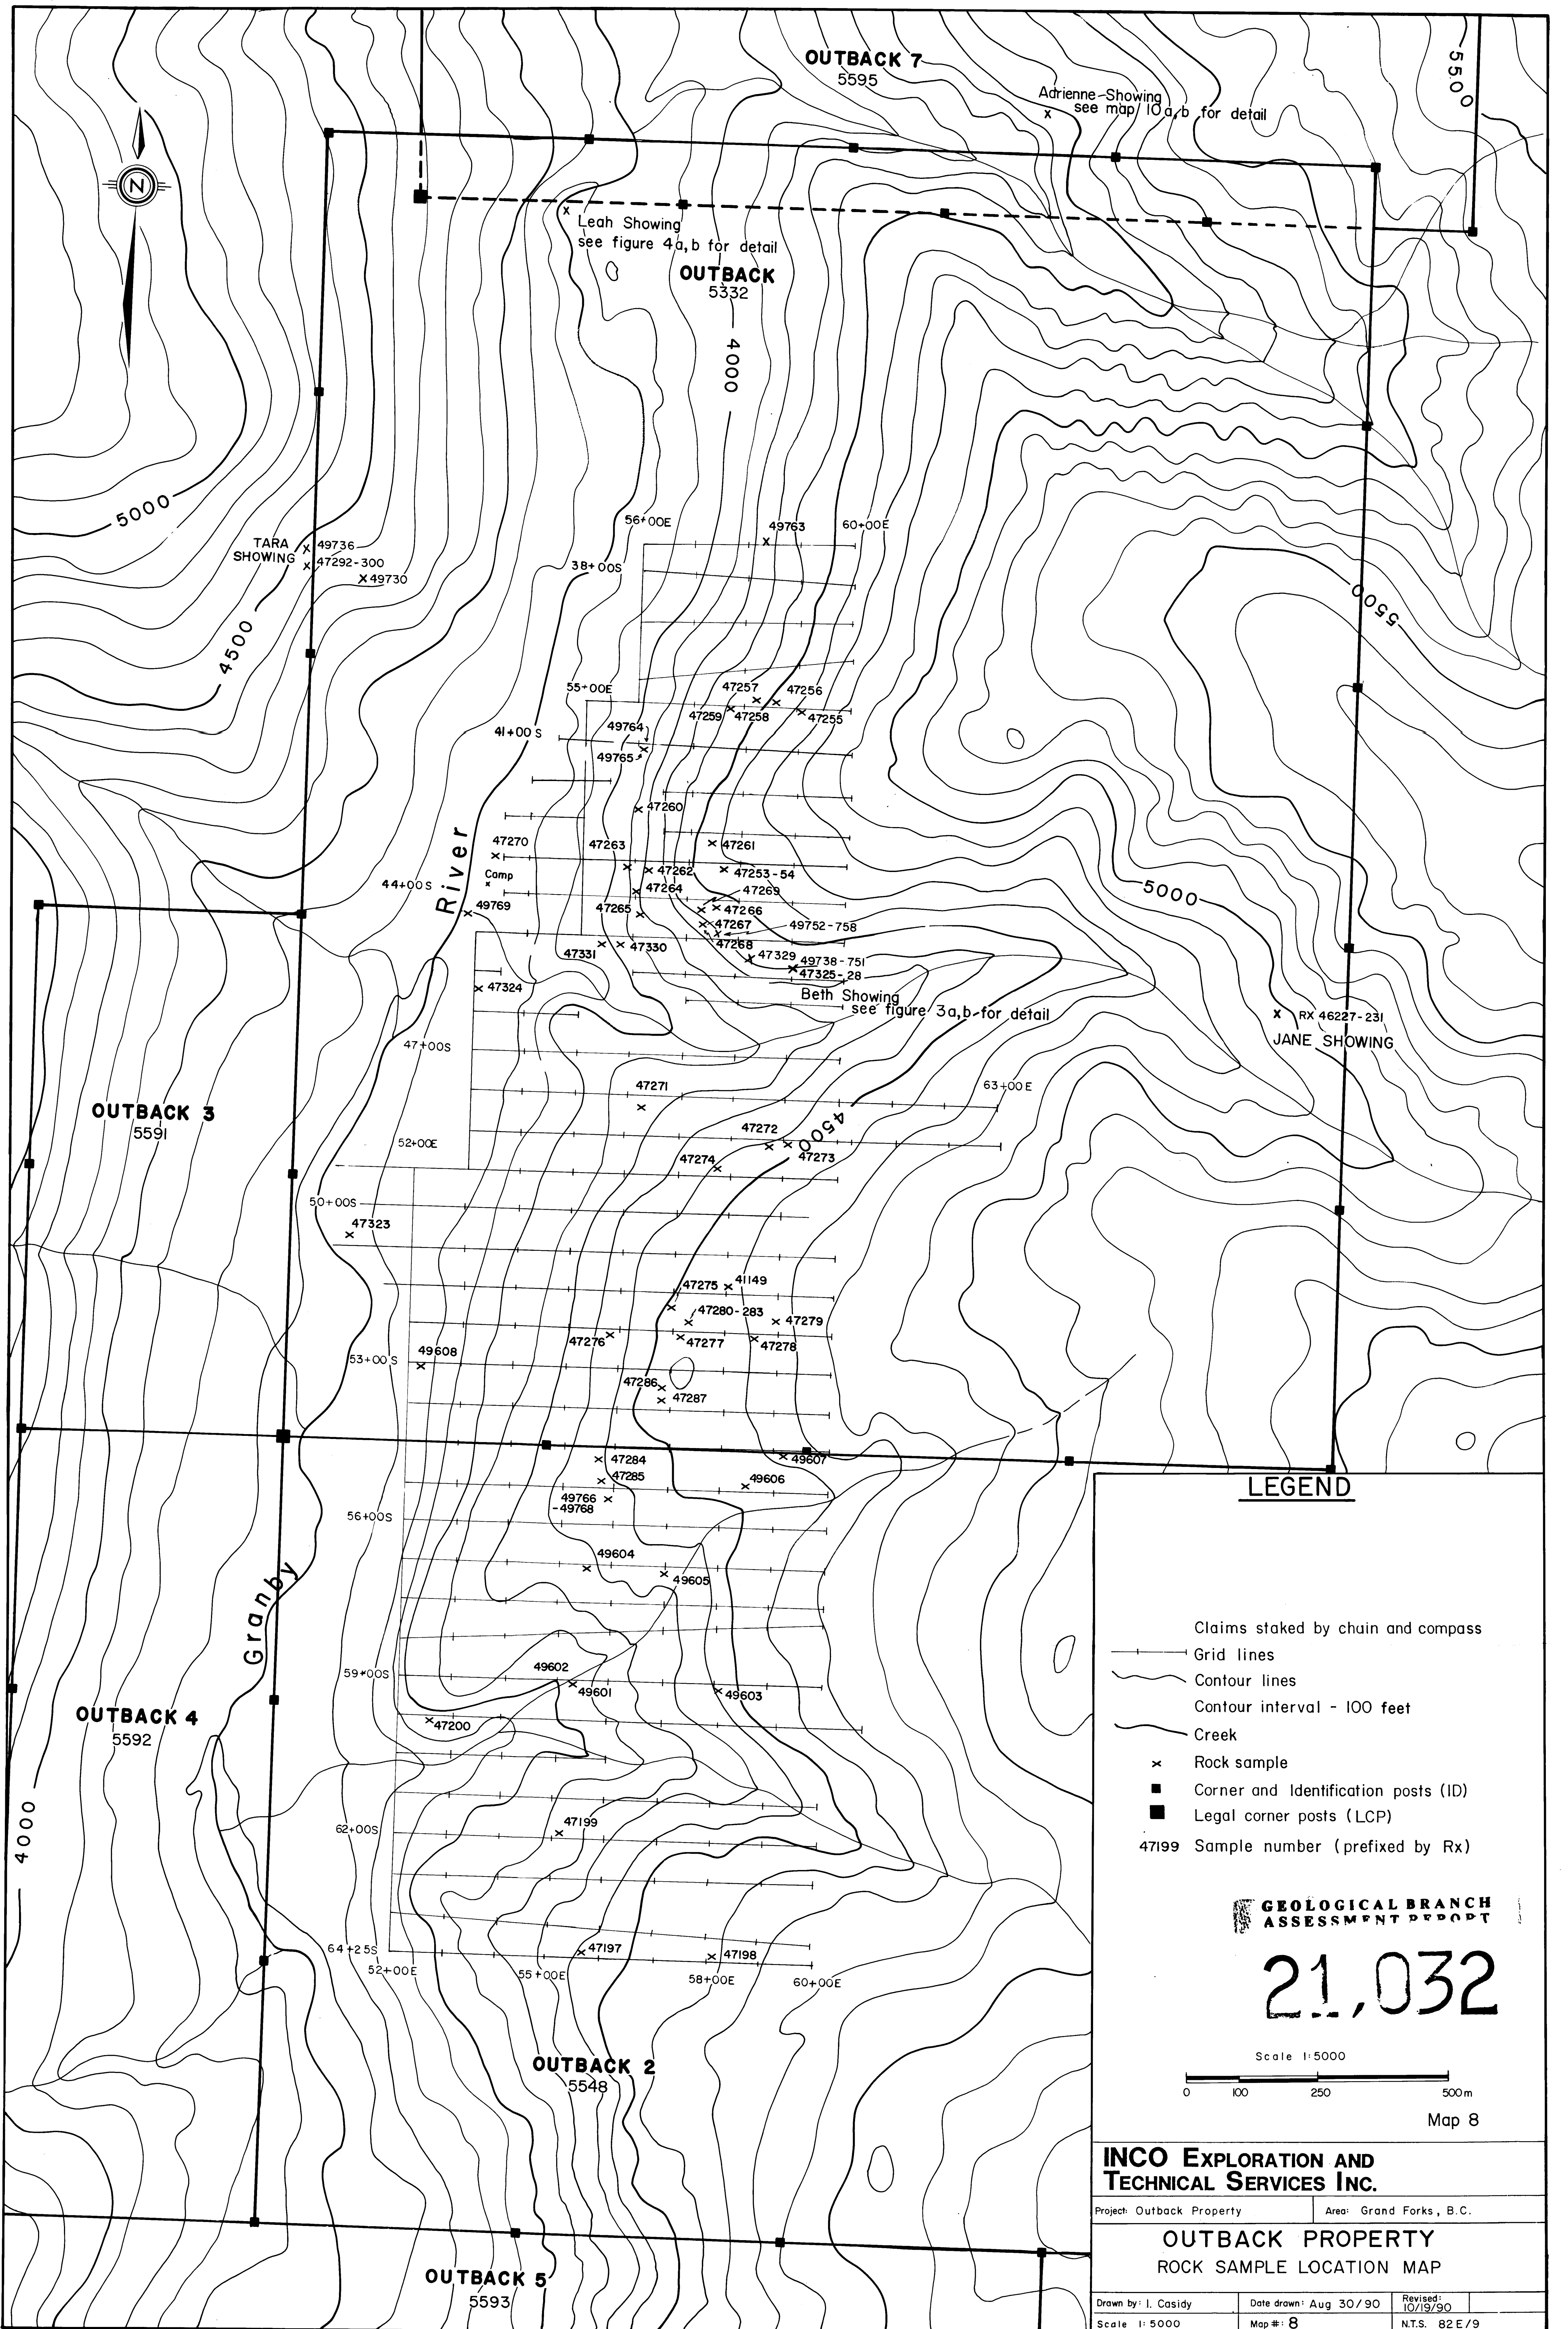 OUTBACK 7
5595
5500
Adrienne Showing
see map 10a,b for detail
N
Leah Showing
see figure 4a,b for detail
OUTBACK
5332
4000
5000
56+00E
49763
60+00E
TARA
SHOWING
49736
47292-300
49730
38+00S
5500
4500
55+00E
47257
47256
47259
47258
47255
41+00S
49764
49765
47260
River
47270
47263
47261
Camp
47262
47253-54
44+00S
47264
47269
5000
49769
47265
47266
47267
49752-758
47268
47331
47330
47329
49738-751
47325-28
47324
Beth Showing
see figure 3a,b for detail
RX 46227-231
JANE SHOWING
47+00S
47271
63+00E
OUTBACK 3
5591
4500
52+00E
47272
47273
47274
50+00S
47323
47275
41149
47280-283
47279
47276
47277
47278
53+00S
49608
47286
47287
47284
49607
47285
49606
49766
-49768
56+00S
LEGEND
49604
49605
Granby
Claims staked by chain and compass
Grid lines
Contour lines
Contour interval - 100 feet
Creek
Rock sample
Corner and Identification posts (ID)
Legal corner posts (LCP)
47199 Sample number (prefixed by Rx)
59+00S
49602
49601
49603
OUTBACK 4
5592
47200
4000
62+00S
47199
GEOLOGICAL BRANCH
ASSESSMENT REPORT
21,032
64+25S
47197
47198
52+00E
55+00E
58+00E
60+00E
OUTBACK 2
5548
Scale 1:5000
0 100 250 500m
Map 8
INCO EXPLORATION AND
TECHNICAL SERVICES INC.
Project: Outback Property
Area: Grand Forks, B.C.
OUTBACK PROPERTY
ROCK SAMPLE LOCATION MAP
OUTBACK 5
5593
Drawn by: I. Casidy
Date drawn: Aug 30/90
Revised:
10/19/90
Scale 1:5000
Map #: 8
N.T.S. 82E/9